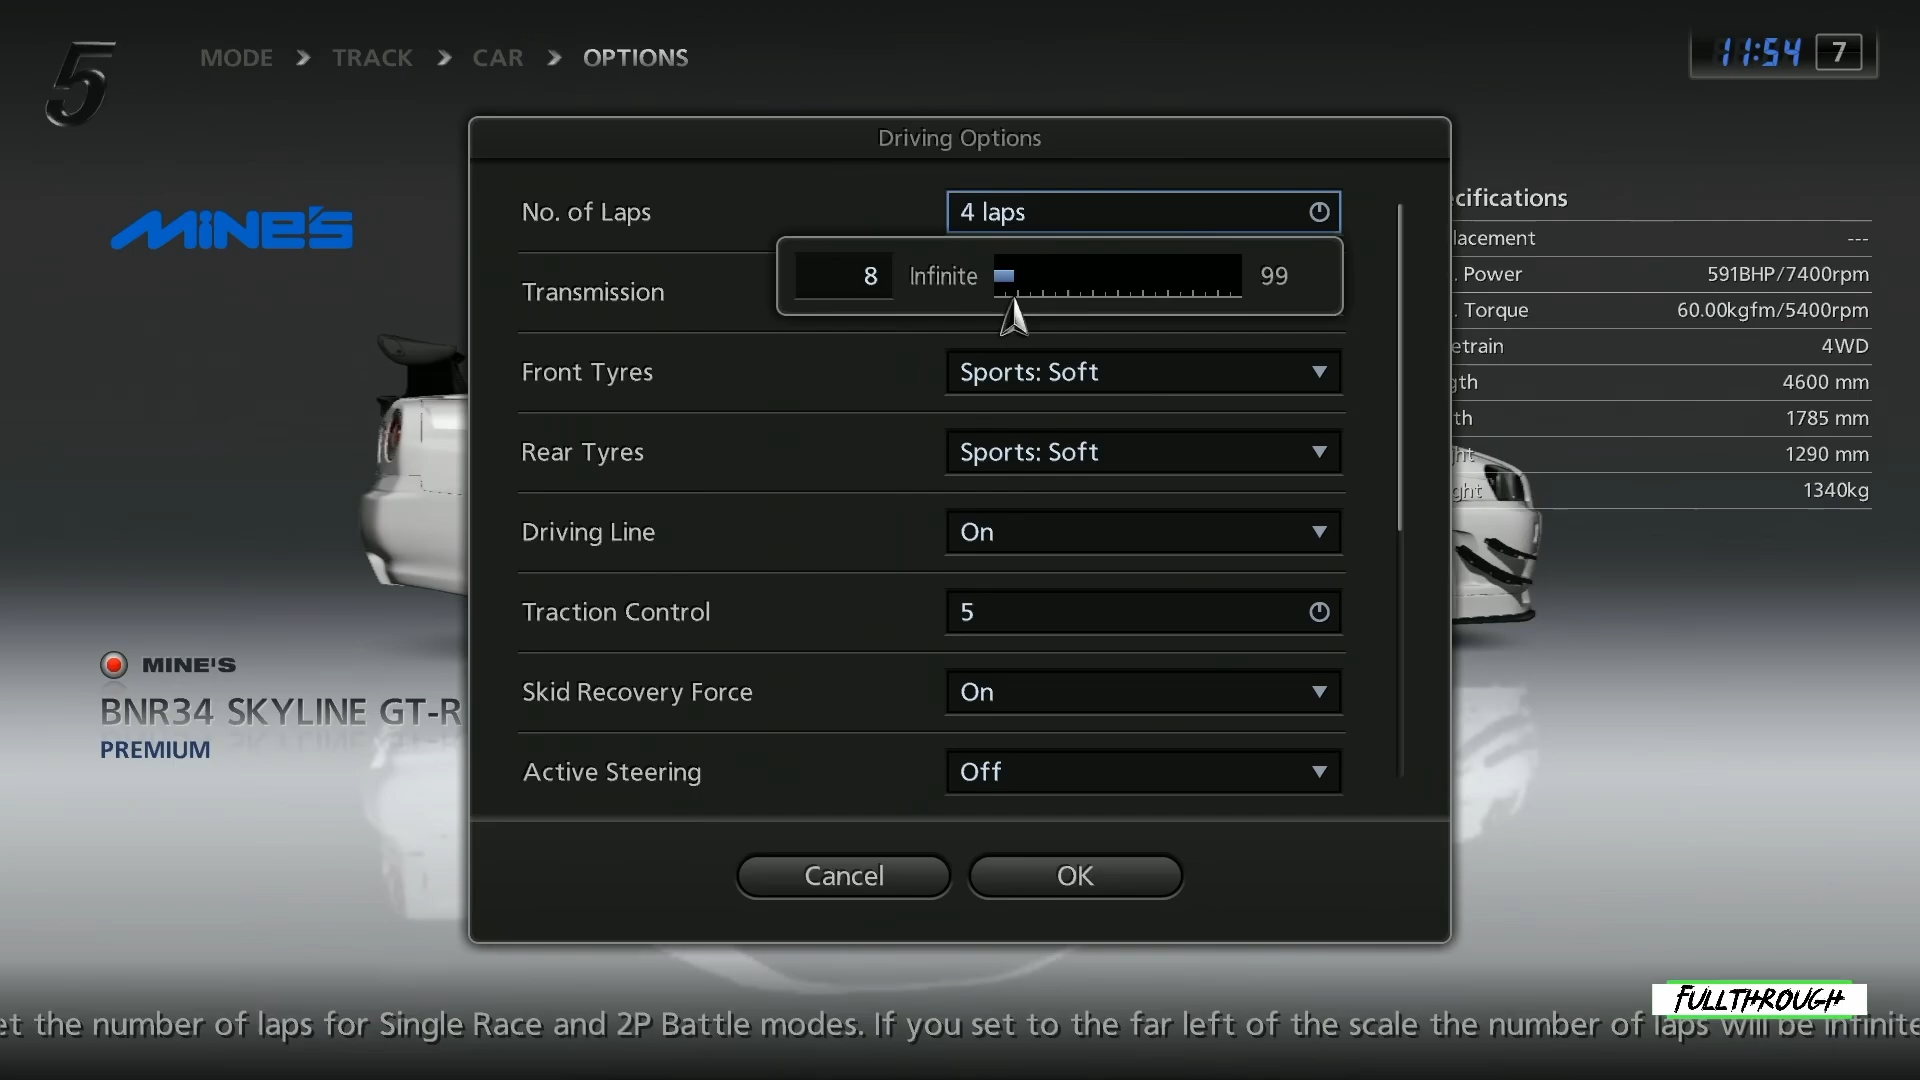 5
MODE > TRACK > CAR > OPTIONS
11:54 7
Driving Options
MINE'S
No. of Laps 4 laps
8 Infinite 99
Transmission
Front Tyres Sports: Soft
Rear Tyres Sports: Soft
Driving Line On
Traction Control 5
Skid Recovery Force On
Active Steering Off
Cancel OK
cifications
lacement ---
. Power 591BHP/7400rpm
. Torque 60.00kgfm/5400rpm
etrain 4WD
gth 4600 mm
th 1785 mm
ht 1290 mm
ght 1340kg
MINE'S
BNR34 SKYLINE GT-R
PREMIUM
FULLTHROUGH
et the number of laps for Single Race and 2P Battle modes. If you set to the far left of the scale the number of laps will be infinite